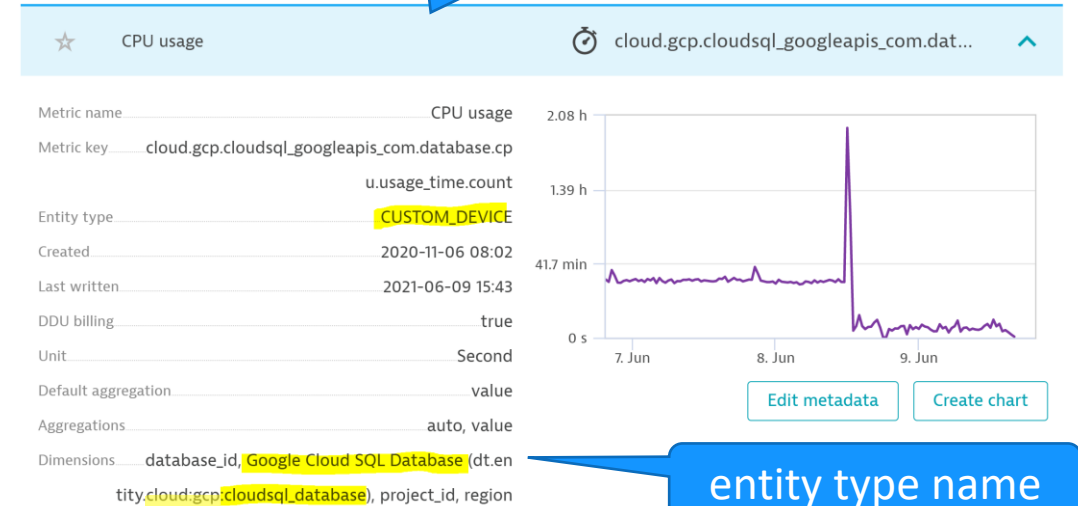 CPU usage cloud.gcp.cloudsql_googleapis_com.dat...
Metric name CPU usage
Metric key cloud.gcp.cloudsql_googleapis_com.database.cp
u.usage_time.count
Entity type CUSTOM_DEVICE
Created 2020-11-06 08:02
Last written 2021-06-09 15:43
DDU billing true
Unit Second
Default aggregation value
Aggregations auto, value
Dimensions database_id, Google Cloud SQL Database (dt.en
tity.cloud:gcp:cloudsql_database), project_id, region
2.08 h
1.39 h
41.7 min
0 s
7. Jun 8. Jun 9. Jun
Edit metadata Create chart
entity type name